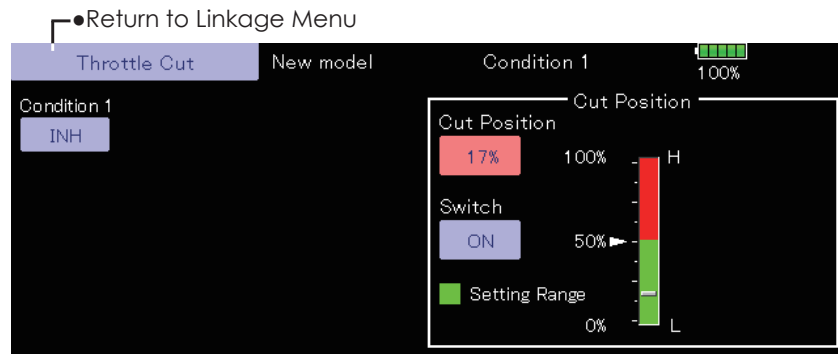 ●Return to Linkage Menu
Throttle Cut New model Condition 1 100%
Condition 1
INH
Cut Position
Cut Position
17%
100% H
Switch
ON
50%
Setting Range
0% L